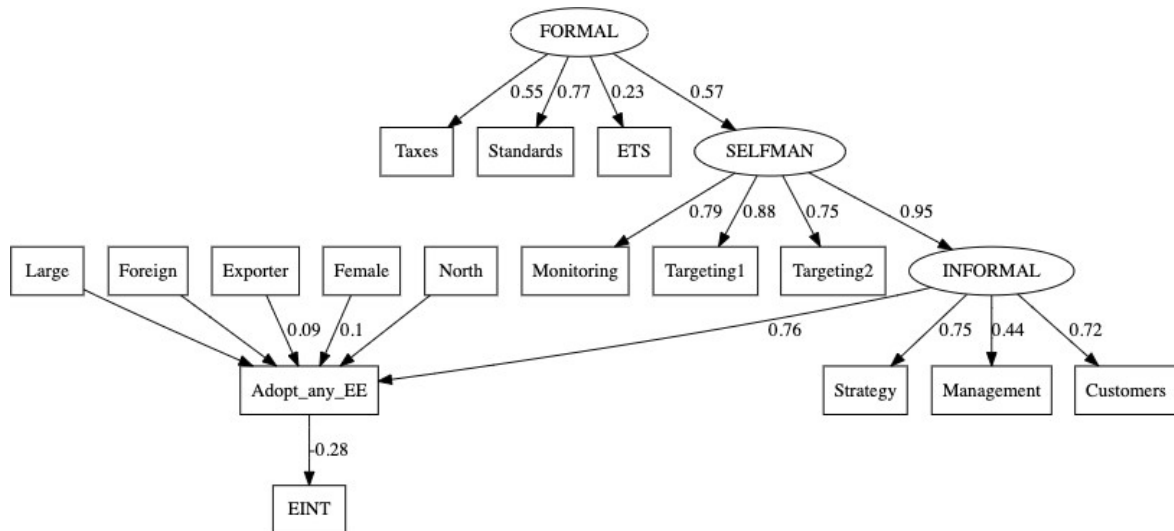 FORMAL
0.55 0.77 0.23 0.57
Taxes Standards ETS SELFMAN
0.79 0.88 0.75 0.95
Large Foreign Exporter Female North Monitoring Targeting1 Targeting2 INFORMAL
0.09 0.1 0.76 0.75 0.44 0.72
Adopt_any_EE Strategy Management Customers
-0.28
EINT